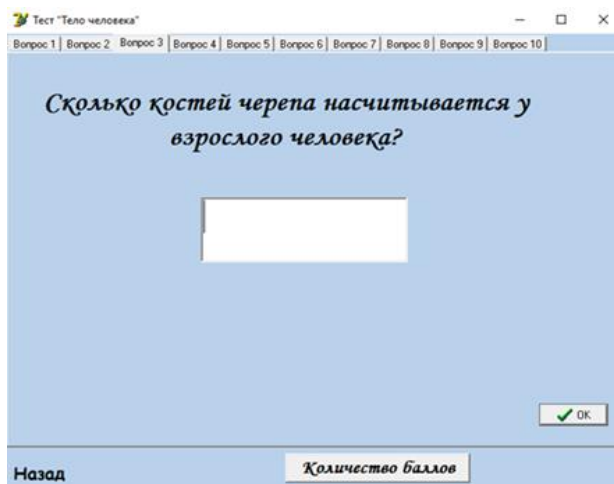 Тест "Тело человека"
Вопрос 1 Вопрос 2 Вопрос 3 Вопрос 4 Вопрос 5 Вопрос 6 Вопрос 7 Вопрос 8 Вопрос 9 Вопрос 10
Сколько костей черепа насчитывается у
взрослого человека?
OK
Назад Количество баллов